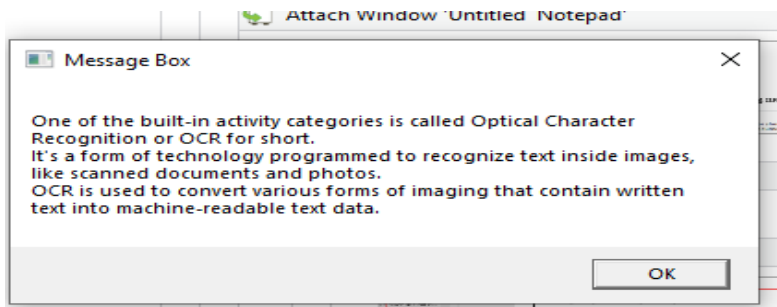 Attach Window 'Untitled Notepad'
Message Box
One of the built-in activity categories is called Optical Character
Recognition or OCR for short.
It's a form of technology programmed to recognize text inside images,
like scanned documents and photos.
OCR is used to convert various forms of imaging that contain written
text into machine-readable text data.
OK